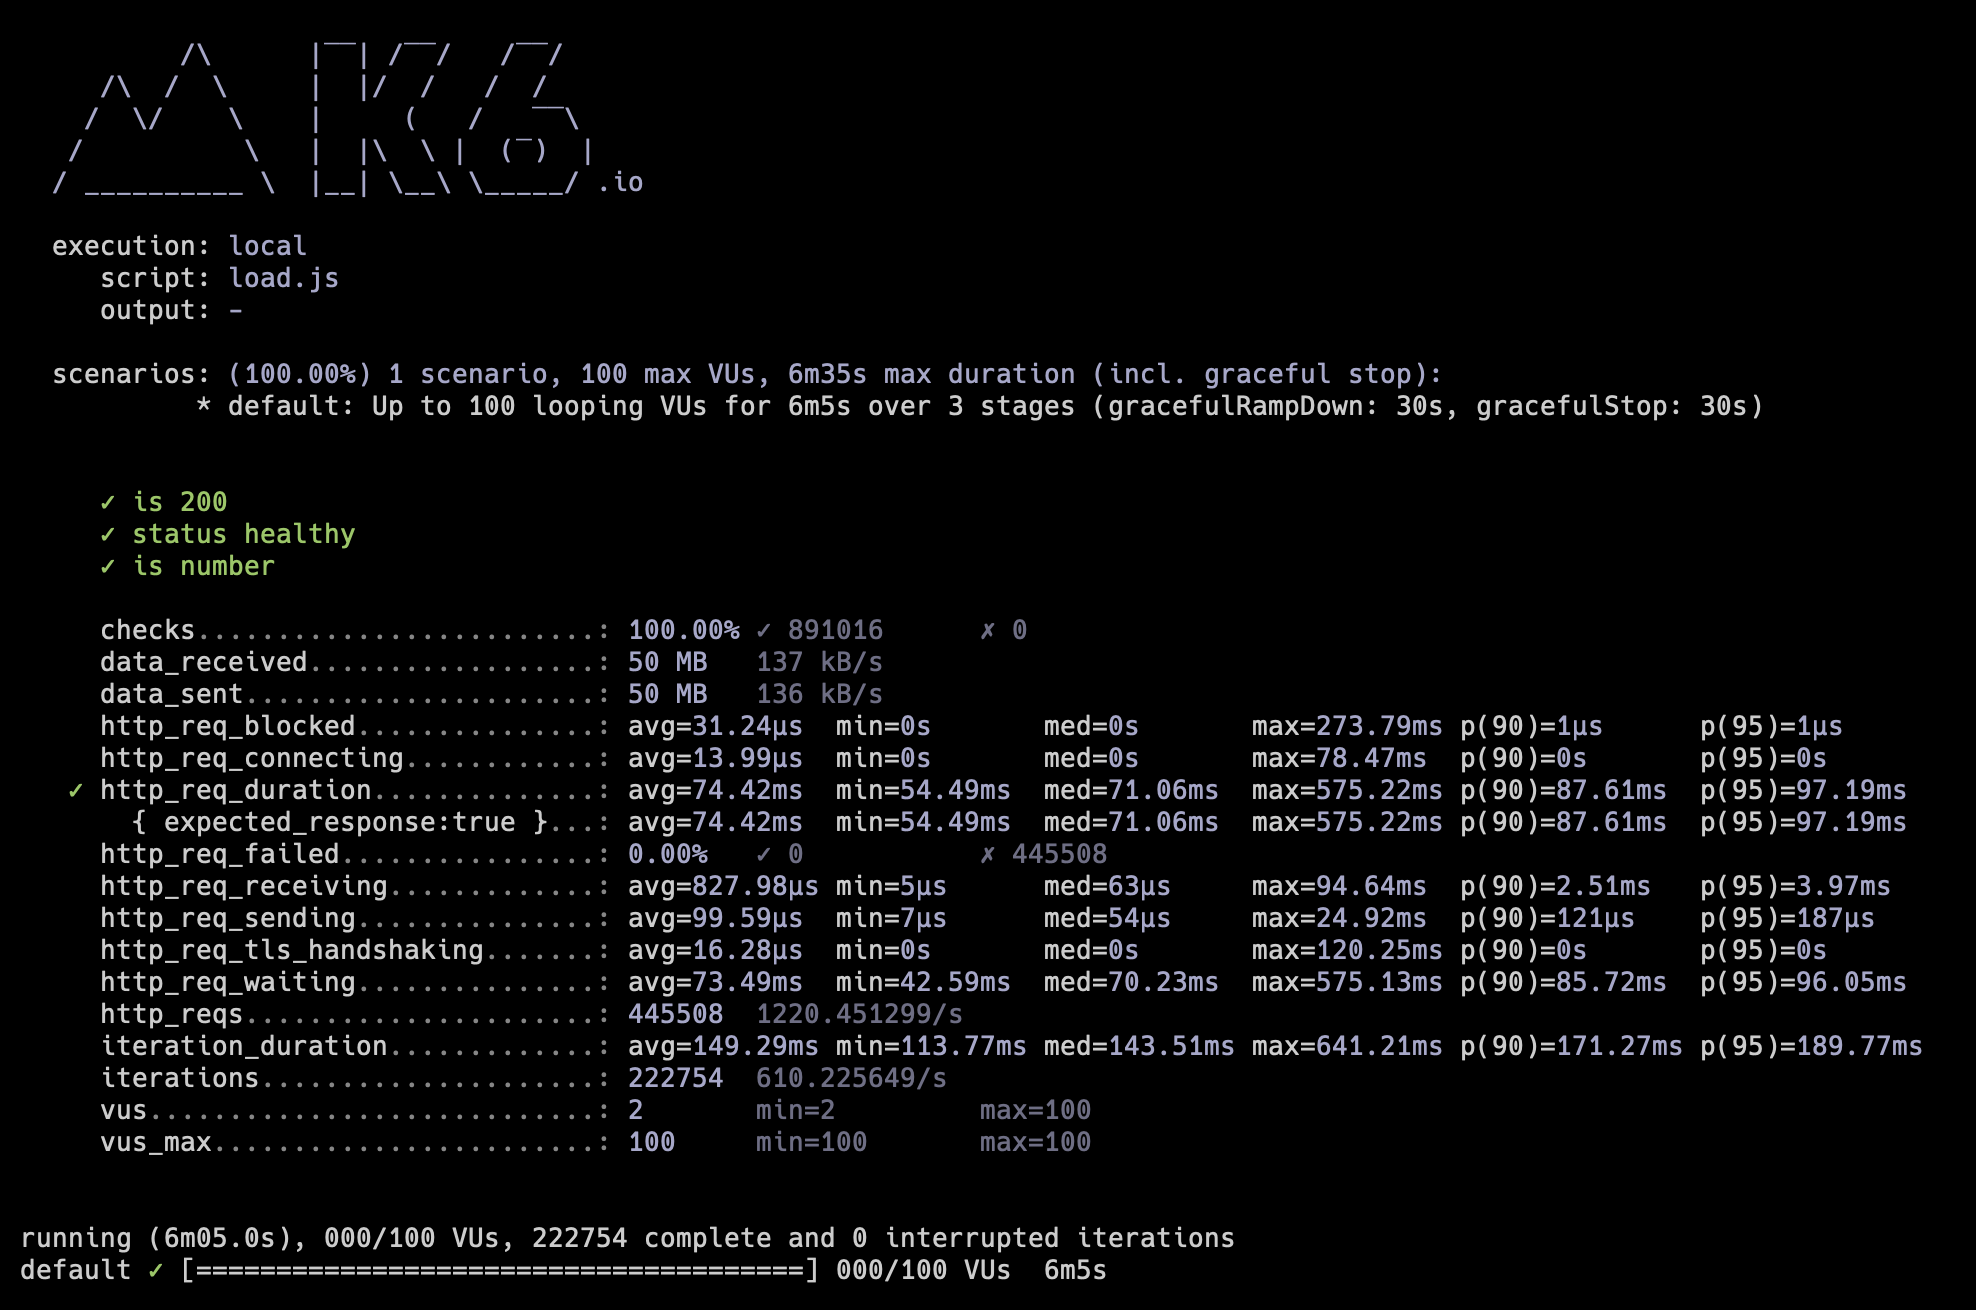 /\      |‾‾| /‾‾/   /‾‾/
     /\  /  \     |  |/  /   /  /
    /  \/    \    |     (   /   ‾‾\
   /          \   |  |\  \ |  (‾)  |
  / __________ \  |__| \__\ \_____/ .io
execution: local
script: load.js
output: -
scenarios: (100.00%) 1 scenario, 100 max VUs, 6m35s max duration (incl. graceful stop):
* default: Up to 100 looping VUs for 6m5s over 3 stages (gracefulRampDown: 30s, gracefulStop: 30s)
✓ is 200
✓ status healthy
✓ is number
checks.........................: 100.00% ✓ 891016      ✗ 0
data_received..................: 50 MB   137 kB/s
data_sent......................: 50 MB   136 kB/s
http_req_blocked...............: avg=31.24µs  min=0s       med=0s       max=273.79ms p(90)=1µs      p(95)=1µs
http_req_connecting............: avg=13.99µs  min=0s       med=0s       max=78.47ms  p(90)=0s       p(95)=0s
✓ http_req_duration..............: avg=74.42ms  min=54.49ms  med=71.06ms  max=575.22ms p(90)=87.61ms  p(95)=97.19ms
{ expected_response:true }...: avg=74.42ms  min=54.49ms  med=71.06ms  max=575.22ms p(90)=87.61ms  p(95)=97.19ms
http_req_failed................: 0.00%   ✓ 0           ✗ 445508
http_req_receiving.............: avg=827.98µs min=5µs      med=63µs     max=94.64ms  p(90)=2.51ms   p(95)=3.97ms
http_req_sending...............: avg=99.59µs  min=7µs      med=54µs     max=24.92ms  p(90)=121µs    p(95)=187µs
http_req_tls_handshaking.......: avg=16.28µs  min=0s       med=0s       max=120.25ms p(90)=0s       p(95)=0s
http_req_waiting...............: avg=73.49ms  min=42.59ms  med=70.23ms  max=575.13ms p(90)=85.72ms  p(95)=96.05ms
http_reqs......................: 445508  1220.451299/s
iteration_duration.............: avg=149.29ms min=113.77ms med=143.51ms max=641.21ms p(90)=171.27ms p(95)=189.77ms
iterations.....................: 222754  610.225649/s
vus............................: 2       min=2         max=100
vus_max........................: 100     min=100       max=100
running (6m05.0s), 000/100 VUs, 222754 complete and 0 interrupted iterations
default ✓ [======================================] 000/100 VUs  6m5s